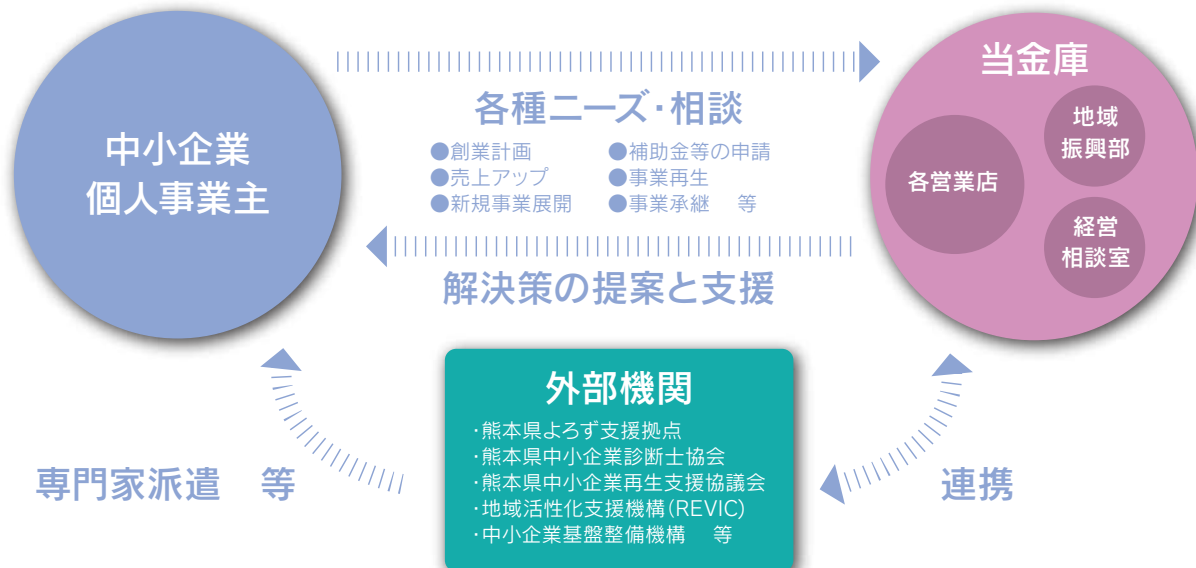 中小企業
個人事業主
各種ニーズ・相談
●創業計画
●売上アップ
●新規事業展開
●補助金等の申請
●事業再生
●事業承継　等
解決策の提案と支援
当金庫
各営業店
地域
振興部
経営
相談室
外部機関
・熊本県よろず支援拠点
・熊本県中小企業診断士協会
・熊本県中小企業再生支援協議会
・地域活性化支援機構(REVIC)
・中小企業基盤整備機構　等
専門家派遣　等
連携